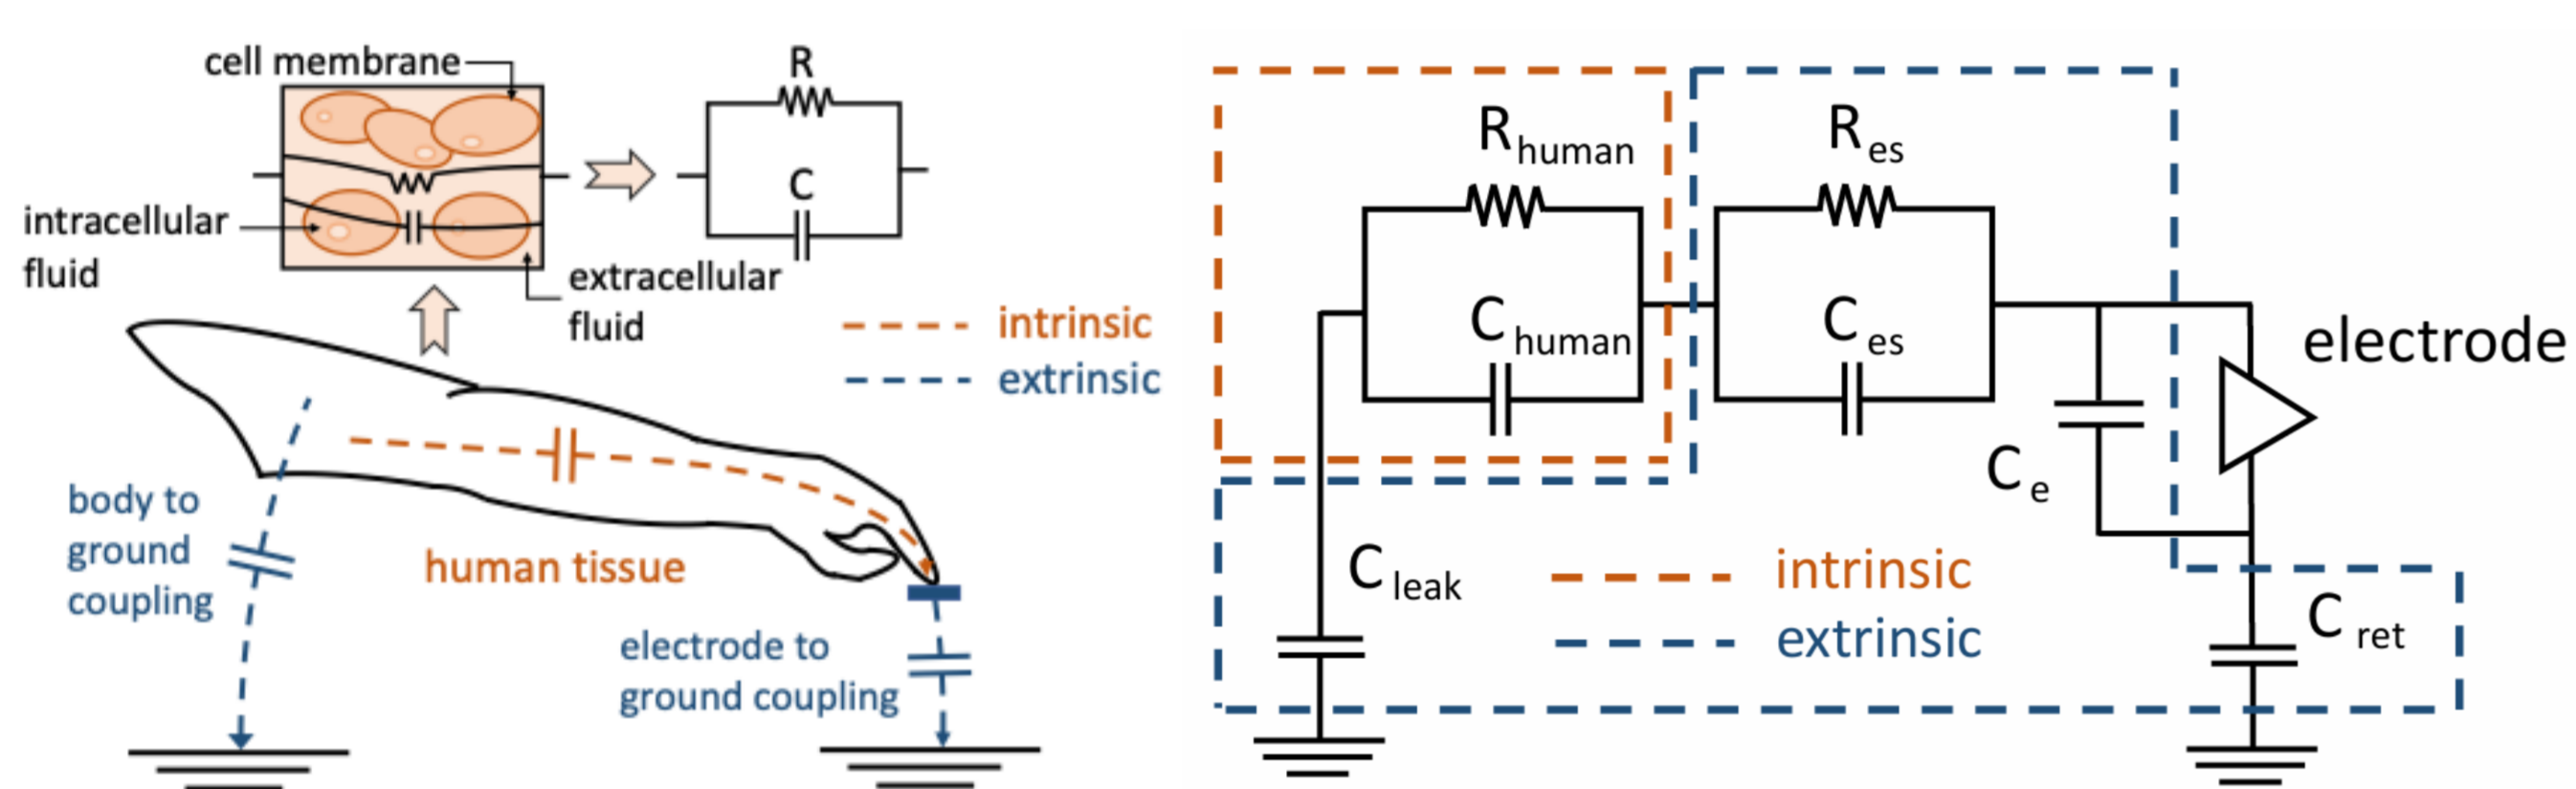 cell membrane
R
C
intracellular
fluid
extracellular
fluid
intrinsic
extrinsic
body to
ground
coupling
human tissue
electrode to
ground coupling
R human
R es
C human
C es
electrode
C e
C leak
intrinsic
extrinsic
C ret